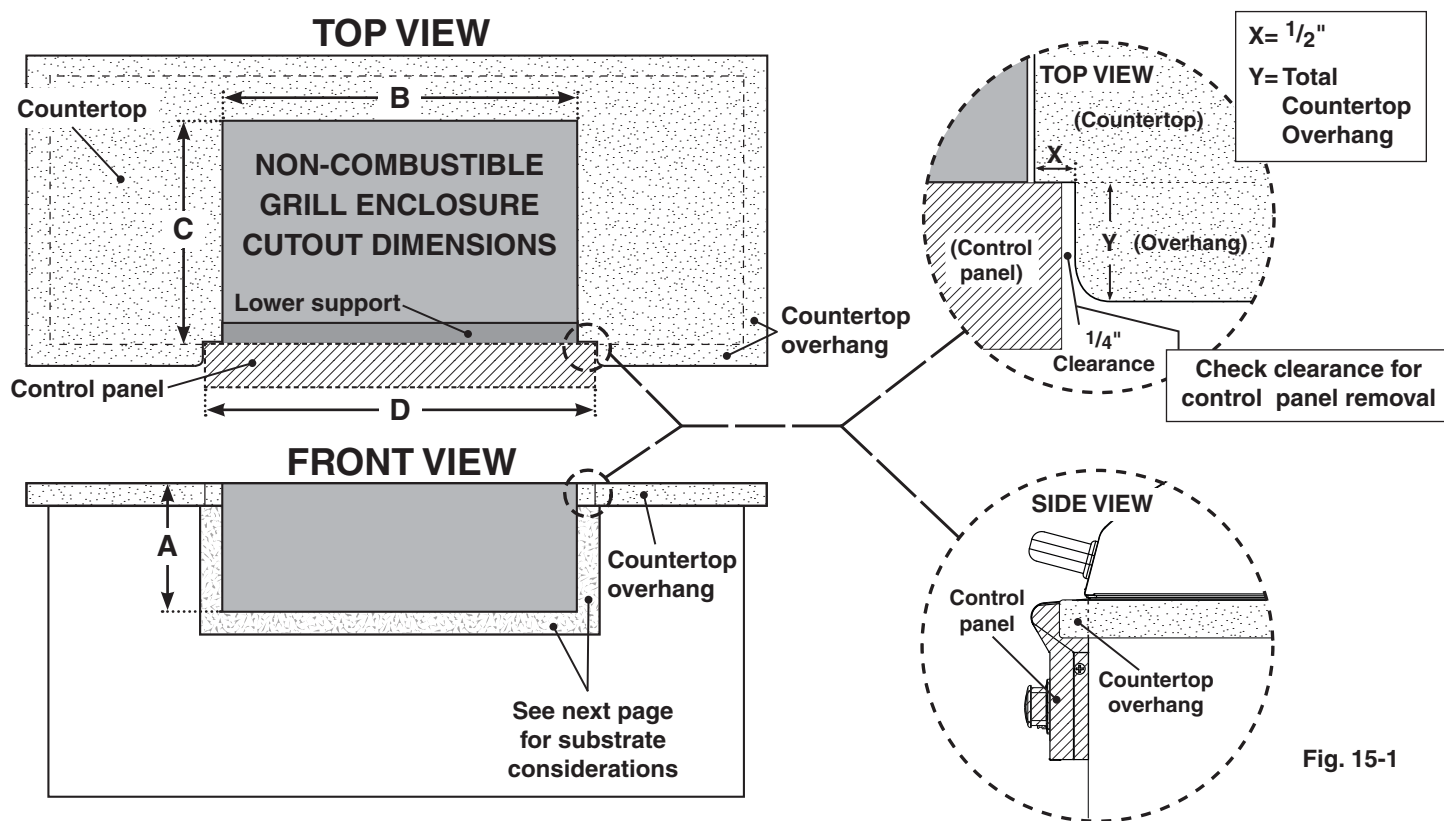 TOP VIEW
Countertop
B
C
NON-COMBUSTIBLE
GRILL ENCLOSURE
CUTOUT DIMENSIONS
Lower support
Control panel
D
Countertop
overhang
TOP VIEW
(Countertop)
X
(Control
panel)
Y (Overhang)
1/4"
Clearance
X= 1/2"
Y= Total
Countertop
Overhang
Check clearance for
control panel removal
FRONT VIEW
A
Countertop
overhang
See next page
for substrate
considerations
SIDE VIEW
Control
panel
Countertop
overhang
Fig. 15-1